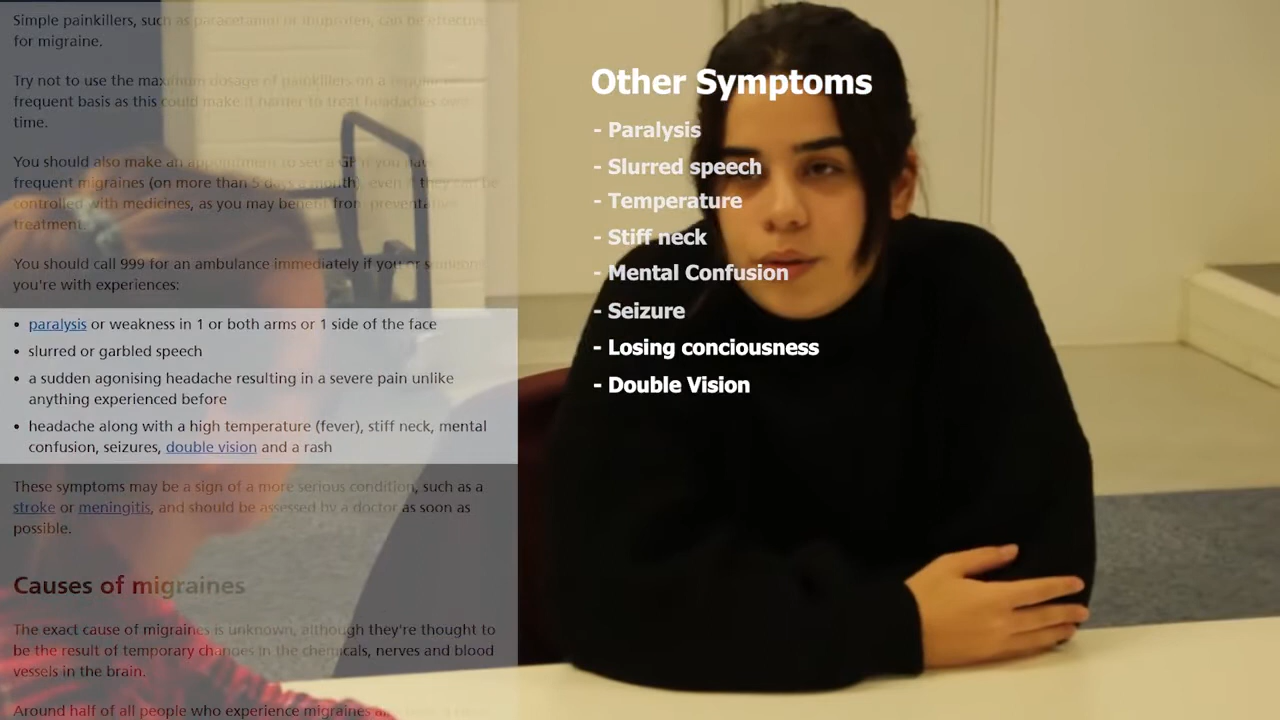 Simple painkillers, such as paracetamol or ibuprofen, can be effective
for migraine.
Try not to use the maximum dosage of painkillers on a regular or
frequent basis as this could make it harder to treat headaches over
time.
You should also make an appointment to see a GP if you have
frequent migraines (on more than 5 days a month), even if they can be
controlled with medicines, as you may benefit from preventative
treatment.
You should call 999 for an ambulance immediately if you or someone
you're with experiences:
• paralysis or weakness in 1 or both arms or 1 side of the face
• slurred or garbled speech
• a sudden agonising headache resulting in a severe pain unlike
anything experienced before
• headache along with a high temperature (fever), stiff neck, mental
confusion, seizures, double vision and a rash
These symptoms may be a sign of a more serious condition, such as a
stroke or meningitis, and should be assessed by a doctor as soon as
possible.
Causes of migraines
The exact cause of migraines is unknown, although they're thought to
be the result of temporary changes in the chemicals, nerves and blood
vessels in the brain.
Around half of all people who experience migraines
Other Symptoms
- Paralysis
- Slurred speech
- Temperature
- Stiff neck
- Mental Confusion
- Seizure
- Losing conciousness
- Double Vision